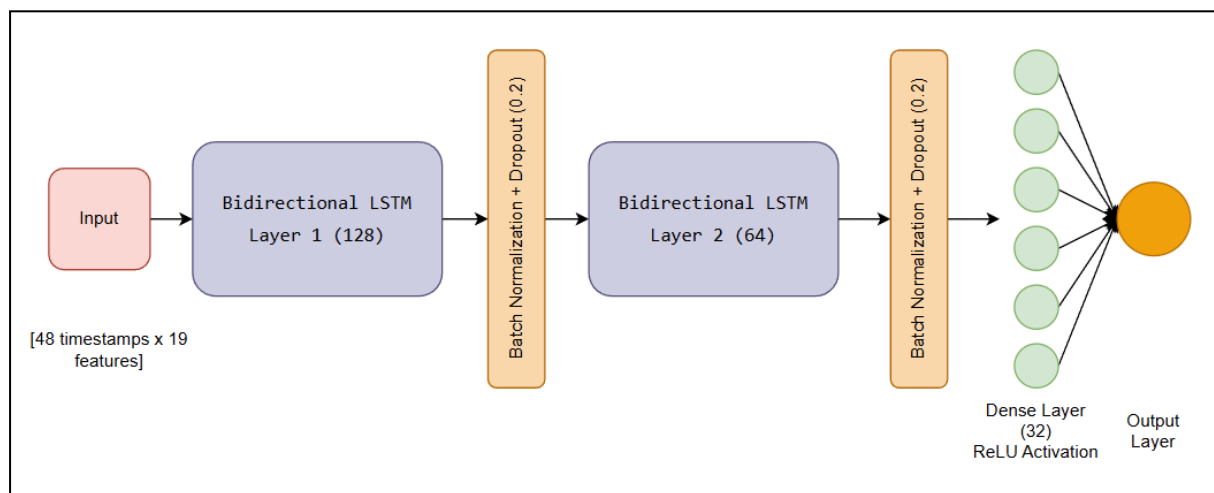 Input
[48 timestamps x 19
features]
Bidirectional LSTM
Layer 1 (128)
Batch Normalization + Dropout (0.2)
Bidirectional LSTM
Layer 2 (64)
Batch Normalization + Dropout (0.2)
Dense Layer
(32)
ReLU Activation
Output
Layer